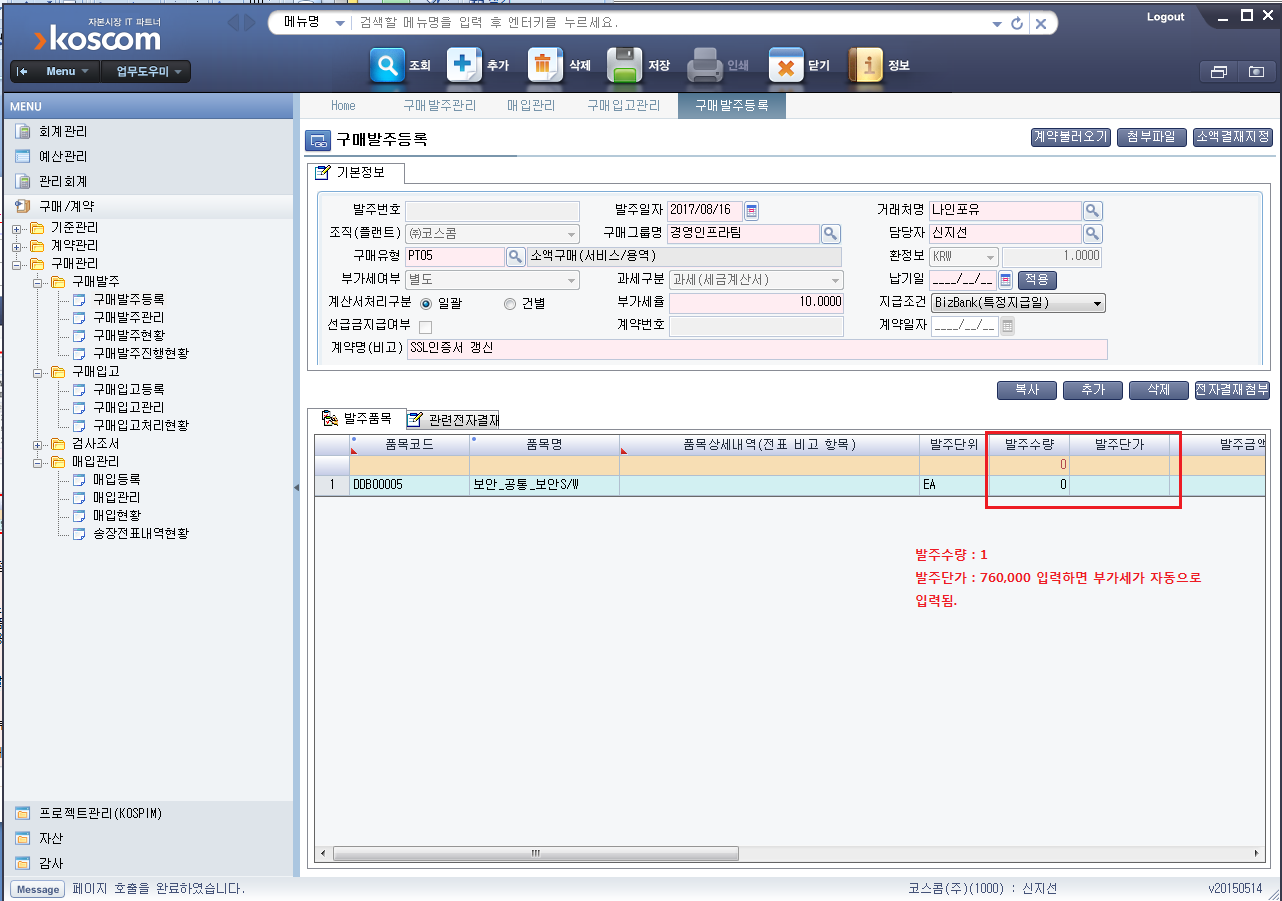 자본시장 IT 파트너
koscom
메뉴명
검색할 메뉴명을 입력 후 엔터키를 누르세요.
Logout
Menu
업무도우미
조회
추가
삭제
저장
인쇄
닫기
정보
MENU
Home
구매발주관리
매입관리
구매입고관리
구매발주등록
회계관리
예산관리
관리회계
구매/계약
기준관리
계약관리
구매관리
구매발주
구매발주등록
구매발주관리
구매발주현황
구매발주진행현황
구매입고
구매입고등록
구매입고관리
구매입고처리현황
검사조서
매입관리
매입등록
매입관리
매입현황
송장전표내역현황
프로젝트관리(KOSPIM)
자산
감사
구매발주등록
계약불러오기
첨부파일
소액결재지정
기본정보
발주번호
발주일자 2017/08/16
거래처명 나인포유
조직(플랜트) ㈜코스콤
구매그룹명 경영인프라팀
담당자 신지선
구매유형 PT05 소액구매(서비스/용역)
환정보 KRW 1.0000
부가세여부 별도
과세구분 과세(세금계산서)
납기일 ____/__/__ 적용
계산서처리구분 일괄 건별
부가세율 10.0000
지급조건 BizBank(특정지급일)
선급금지급여부
계약번호
계약일자 ____/__/__
계약명(비고) SSL인증서 갱신
복사
추가
삭제
전자결재첨부
발주품목
관련전자결재
품목코드 품목명 품목상세내역(전표 비고 항목) 발주단위 발주수량 발주단가 발주금액
0
1 DDB00005 보안_공통_보안S/W EA 0
발주수량 : 1
발주단가 : 760,000 입력하면 부가세가 자동으로
입력됨.
Message 페이지 호출을 완료하였습니다.
코스콤(주)(1000) : 신지선
v20150514